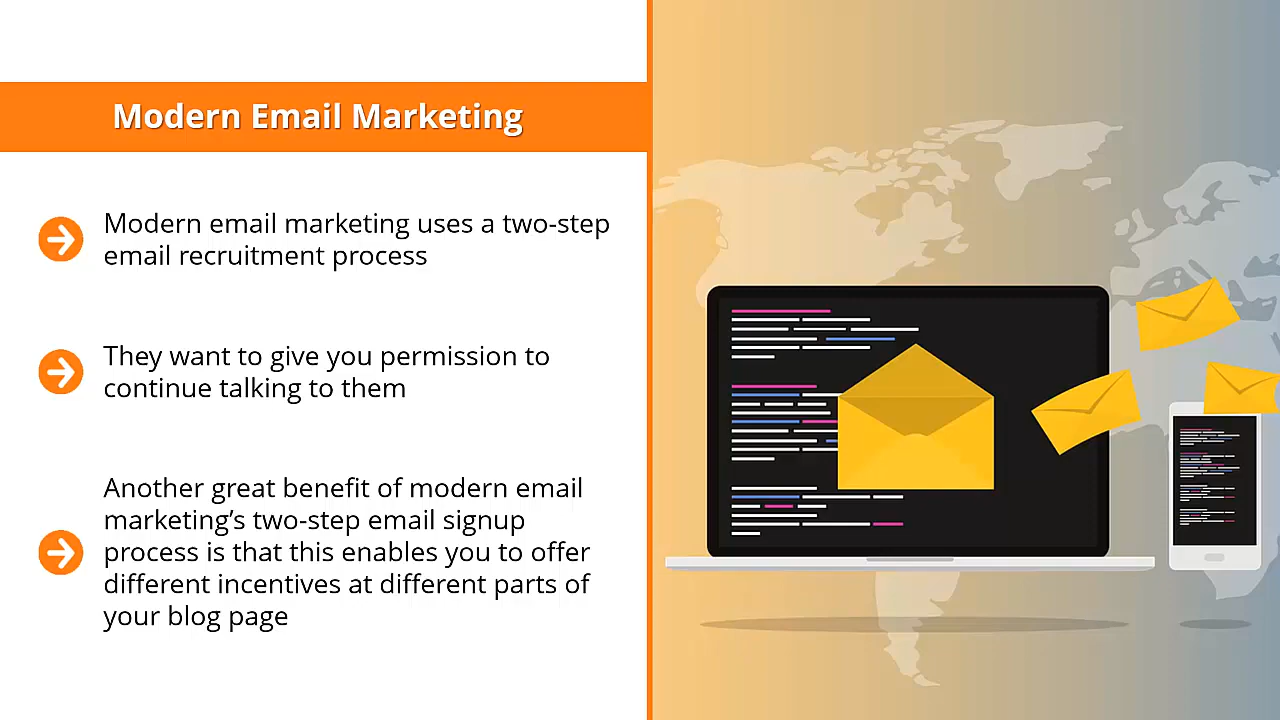 Modern Email Marketing
Modern email marketing uses a two-step
email recruitment process
They want to give you permission to
continue talking to them
Another great benefit of modern email
marketing’s two-step email signup
process is that this enables you to offer
different incentives at different parts of
your blog page